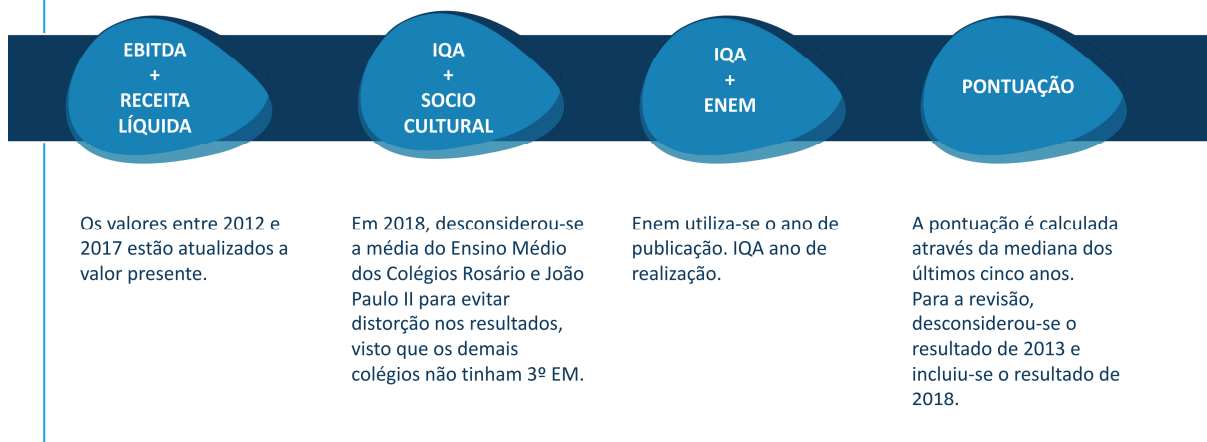 EBITDA
+
RECEITA
LÍQUIDA
Os valores entre 2012 e
2017 estão atualizados a
valor presente.
IQA
+
SOCIO
CULTURAL
Em 2018, desconsiderou-se
a média do Ensino Médio
dos Colégios Rosário e João
Paulo II para evitar
distorção nos resultados,
visto que os demais
colégios não tinham 3º EM.
IQA
+
ENEM
Enem utiliza-se o ano de
publicação. IQA ano de
realização.
PONTUAÇÃO
A pontuação é calculada
através da mediana dos
últimos cinco anos.
Para a revisão,
desconsiderou-se o
resultado de 2013 e
incluiu-se o resultado de
2018.